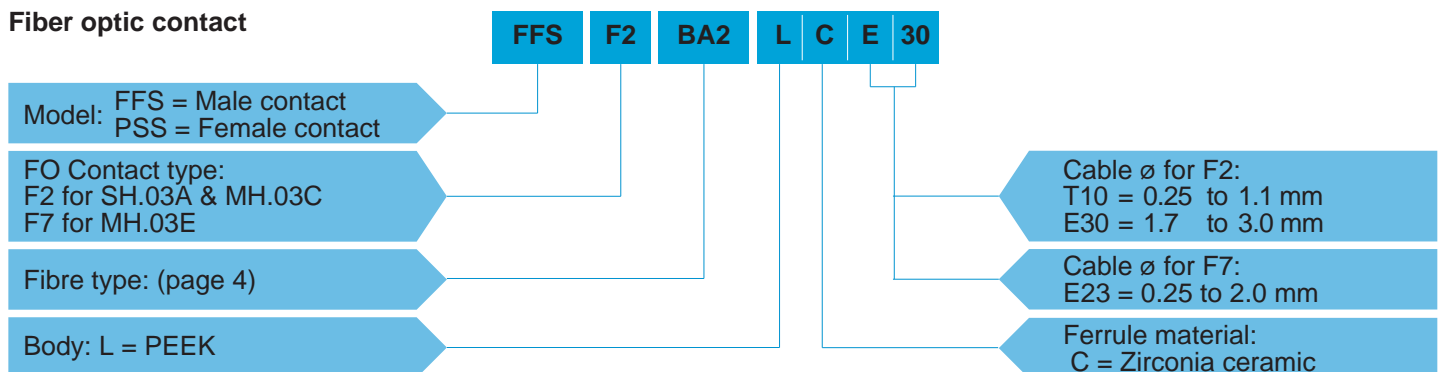 Fiber optic contact
FFS F2 BA2 L C E 30
Model: FFS = Male contact
PSS = Female contact
FO Contact type:
F2 for SH.03A & MH.03C
F7 for MH.03E
Fibre type: (page 4)
Body: L = PEEK
Cable ø for F2:
T10 = 0.25 to 1.1 mm
E30 = 1.7 to 3.0 mm
Cable ø for F7:
E23 = 0.25 to 2.0 mm
Ferrule material:
C = Zirconia ceramic